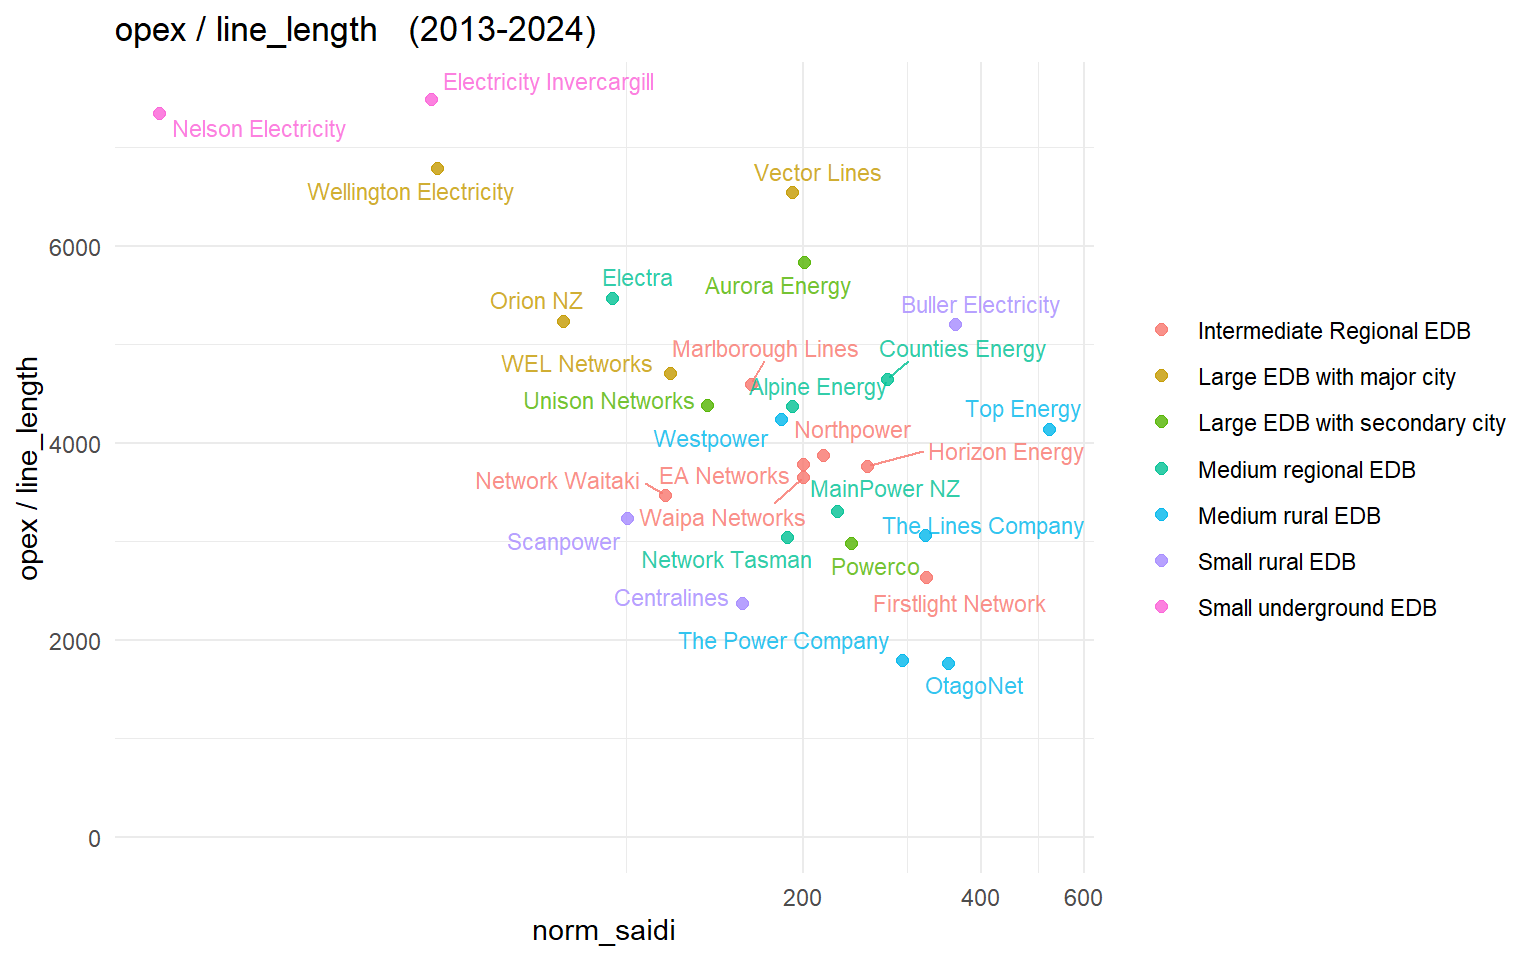 opex / line_length (2013-2024)
Electricity Invercargill
Nelson Electricity
Vector Lines
Wellington Electricity
6000
Electra
Aurora Energy
Orion NZ
Buller Electricity
Intermediate Regional EDB
Marlborough Lines
Counties Energy
WEL Networks
Large EDB with major city
Alpine Energy
Unison Networks
Top Energy
Large EDB with secondary city
Northpower
Westpower
4000
Horizon Energy
Medium regional EDB
EA Networks
Network Waitaki
MainPower NZ
opex / line_length
Waipa Networks
Medium rural EDB
The Lines Company
Scanpower
Network Tasman
Small rural EDB
Powerco
Centralines
Firstlight Network
Small underground EDB
2000
The Power Company
OtagoNet
0
200
400
600
norm_saidi